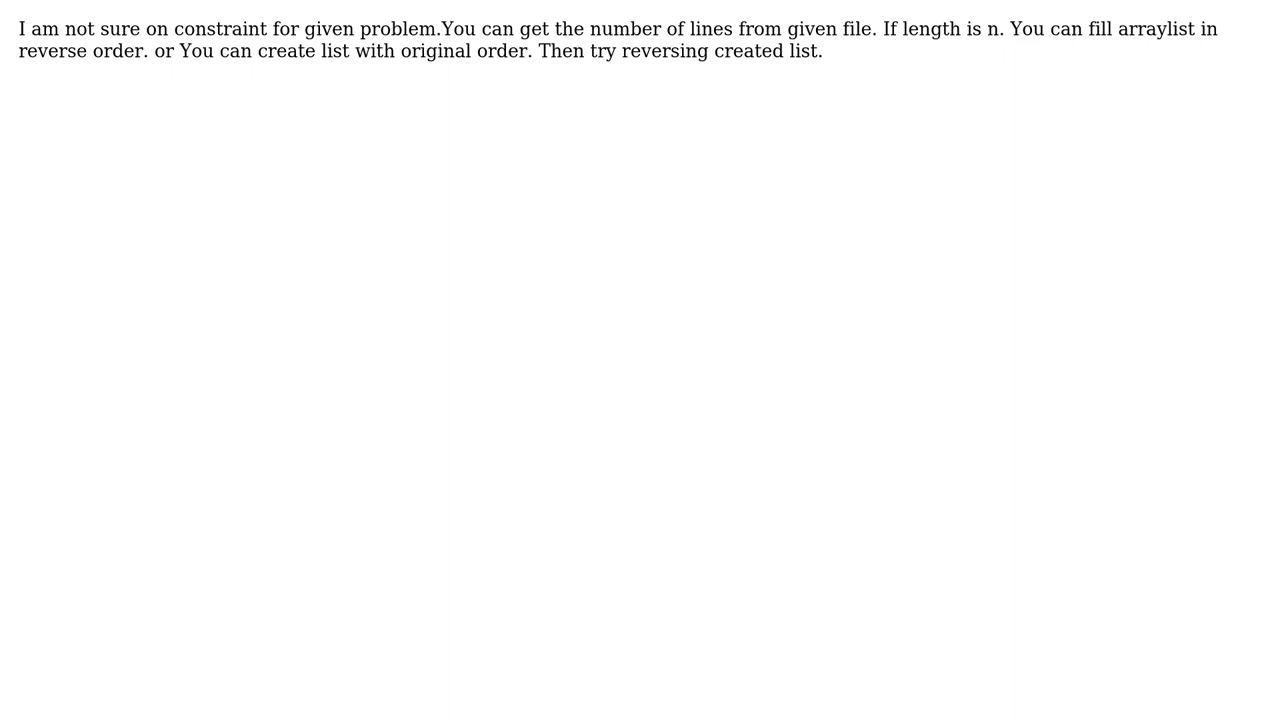 I am not sure on constraint for given problem.You can get the number of lines from given file. If length is n. You can fill arraylist in
reverse order. or You can create list with original order. Then try reversing created list.